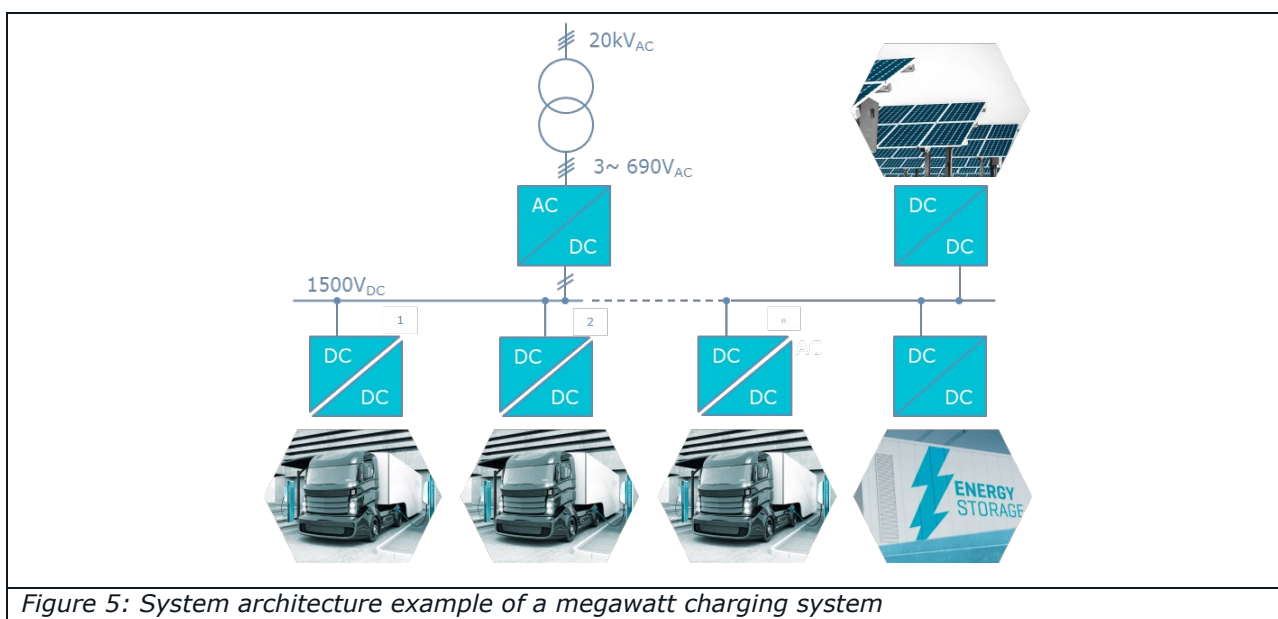 20kVAC
3~ 690VAC
AC
DC
DC
DC
1500VDC
1
2
n
DC
DC
DC
DC
DC
DC
AC
DC
DC
ENERGY
STORAGE
Figure 5: System architecture example of a megawatt charging system